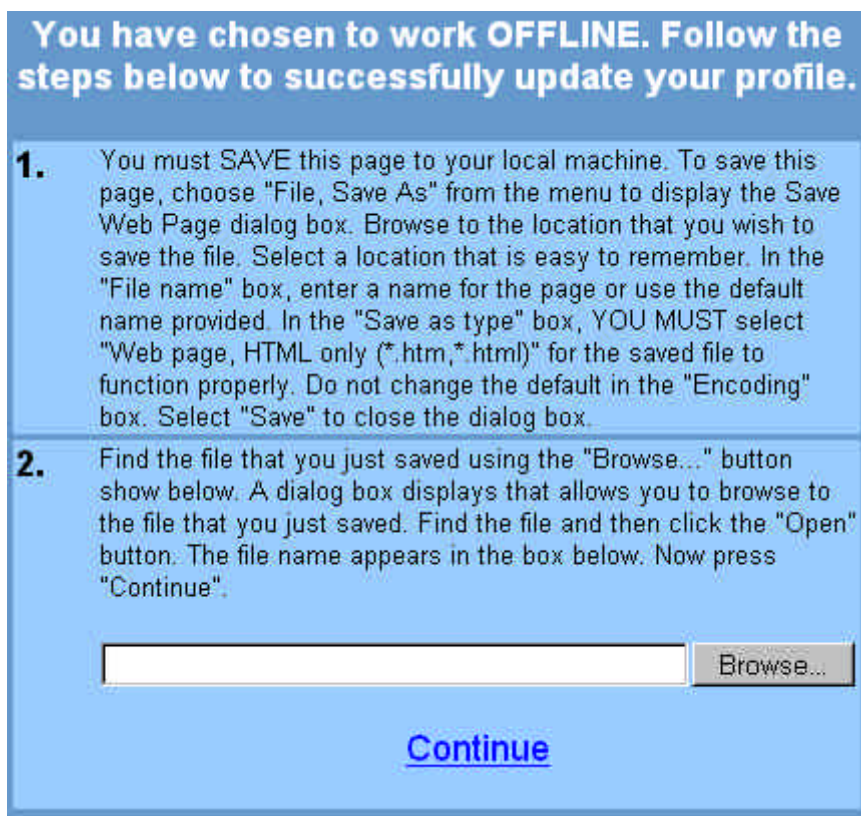 You have chosen to work OFFLINE. Follow the
steps below to successfully update your profile.
1. You must SAVE this page to your local machine. To save this
page, choose "File, Save As" from the menu to display the Save
Web Page dialog box. Browse to the location that you wish to
save the file. Select a location that is easy to remember. In the
"File name" box, enter a name for the page or use the default
name provided. In the "Save as type" box, YOU MUST select
"Web page, HTML only (*.htm,*.html)" for the saved file to
function properly. Do not change the default in the "Encoding"
box. Select "Save" to close the dialog box.
2. Find the file that you just saved using the "Browse..." button
show below. A dialog box displays that allows you to browse to
the file that you just saved. Find the file and then click the "Open"
button. The file name appears in the box below. Now press
"Continue".
Browse...
Continue